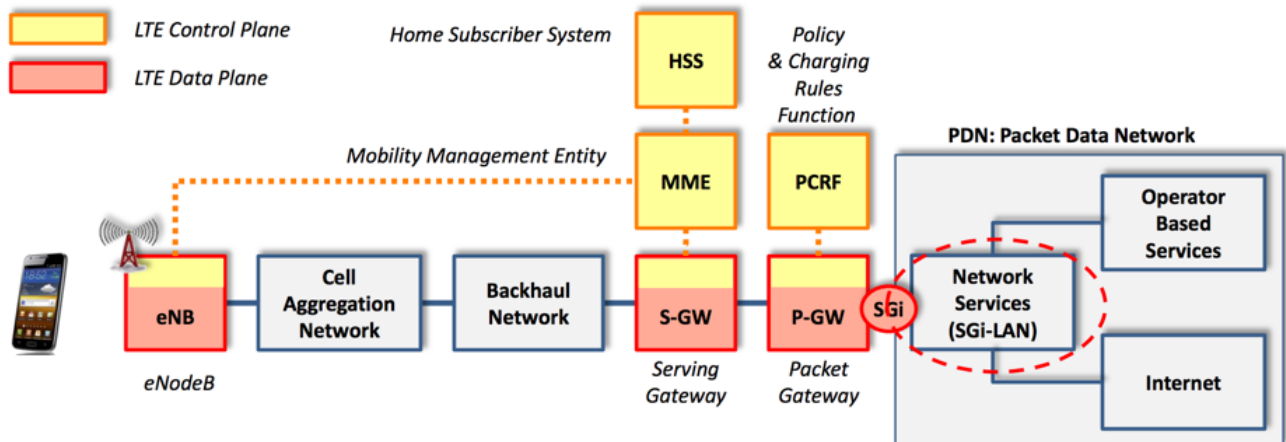 LTE Control Plane
LTE Data Plane
Home Subscriber System
HSS
Policy
& Charging
Rules
Function
Mobility Management Entity
MME
PCRF
PDN: Packet Data Network
Operator
Based
Services
eNB
Cell
Aggregation
Network
Backhaul
Network
S-GW
P-GW
SGi
Network
Services
(SGi-LAN)
Internet
eNodeB
Serving
Gateway
Packet
Gateway